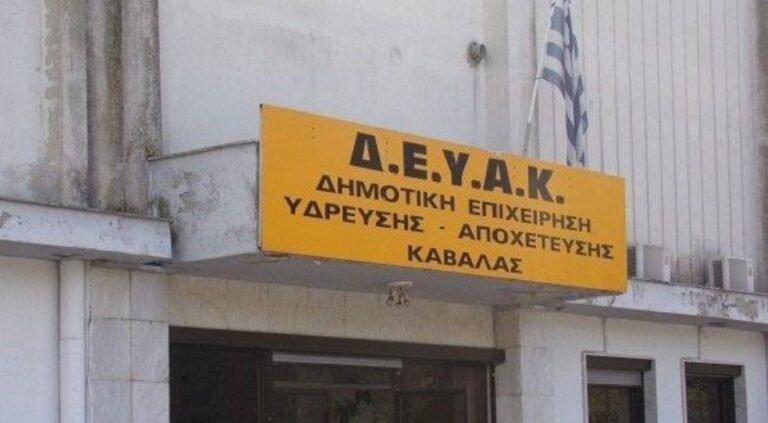 Δ.Ε.Υ.Α.Κ.
ΔΗΜΟΤΙΚΗ ΕΠΙΧΕΙΡΗΣΗ
ΥΔΡΕΥΣΗΣ - ΑΠΟΧΕΤΕΥΣΗΣ
ΚΑΒΑΛΑΣ